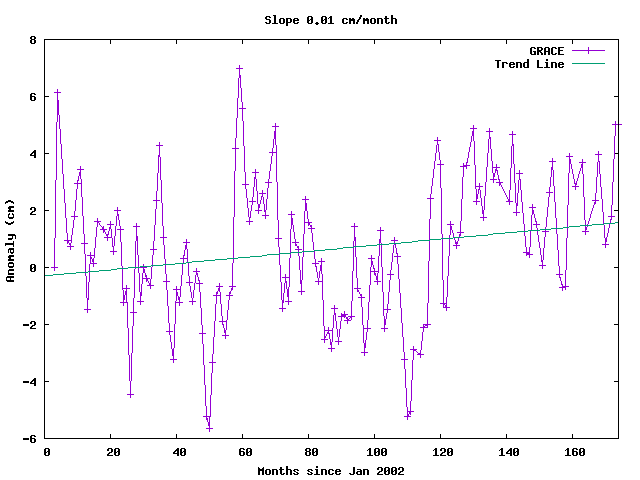 Slope 0.01 cm/month
GRACE
Trend Line
8
6
4
2
0
-2
-4
-6
Anomaly (cm)
0 20 40 60 80 100 120 140 160
Months since Jan 2002